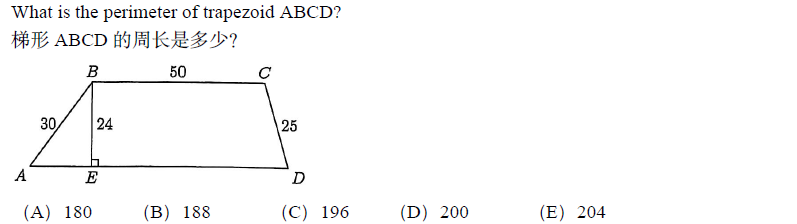 What is the perimeter of trapezoid ABCD?
梯形 ABCD 的周长是多少?
B 50 C
30 24 25
A E D
(A) 180 (B) 188 (C) 196 (D) 200 (E) 204